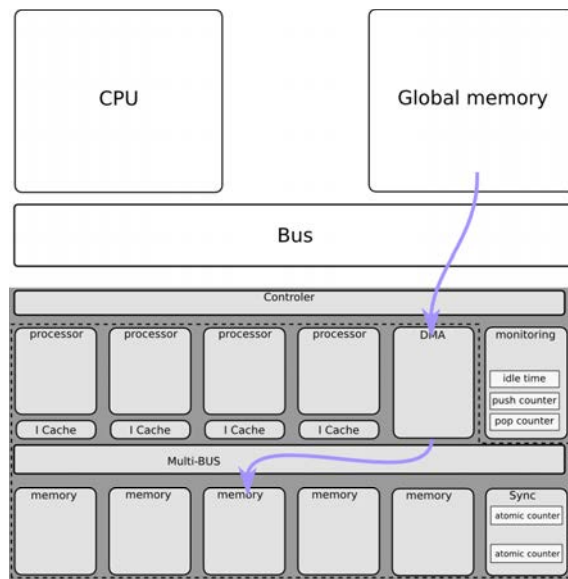 CPU
Global memory
Bus
Controler
processor
processor
processor
processor
DMA
monitoring
idle time
push counter
pop counter
I Cache
I Cache
I Cache
I Cache
Multi-BUS
memory
memory
memory
memory
memory
Sync
atomic counter
atomic counter